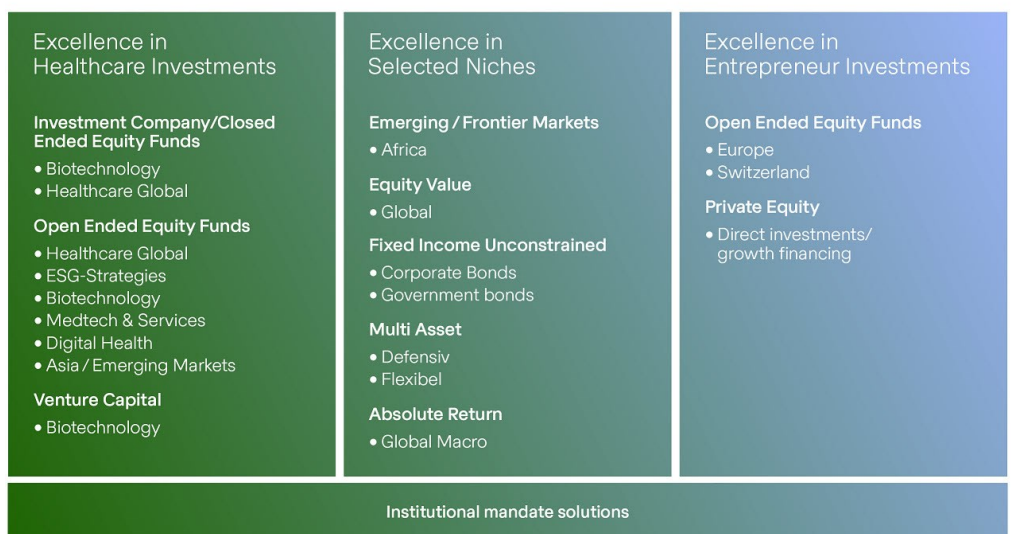 Excellence in
Healthcare Investments
Investment Company/Closed
Ended Equity Funds
• Biotechnology
• Healthcare Global
Open Ended Equity Funds
• Healthcare Global
• ESG-Strategies
• Biotechnology
• Medtech & Services
• Digital Health
• Asia / Emerging Markets
Venture Capital
• Biotechnology
Excellence in
Selected Niches
Emerging / Frontier Markets
• Africa
Equity Value
• Global
Fixed Income Unconstrained
• Corporate Bonds
• Government bonds
Multi Asset
• Defensiv
• Flexibel
Absolute Return
• Global Macro
Excellence in
Entrepreneur Investments
Open Ended Equity Funds
• Europe
• Switzerland
Private Equity
• Direct investments/
growth financing
Institutional mandate solutions